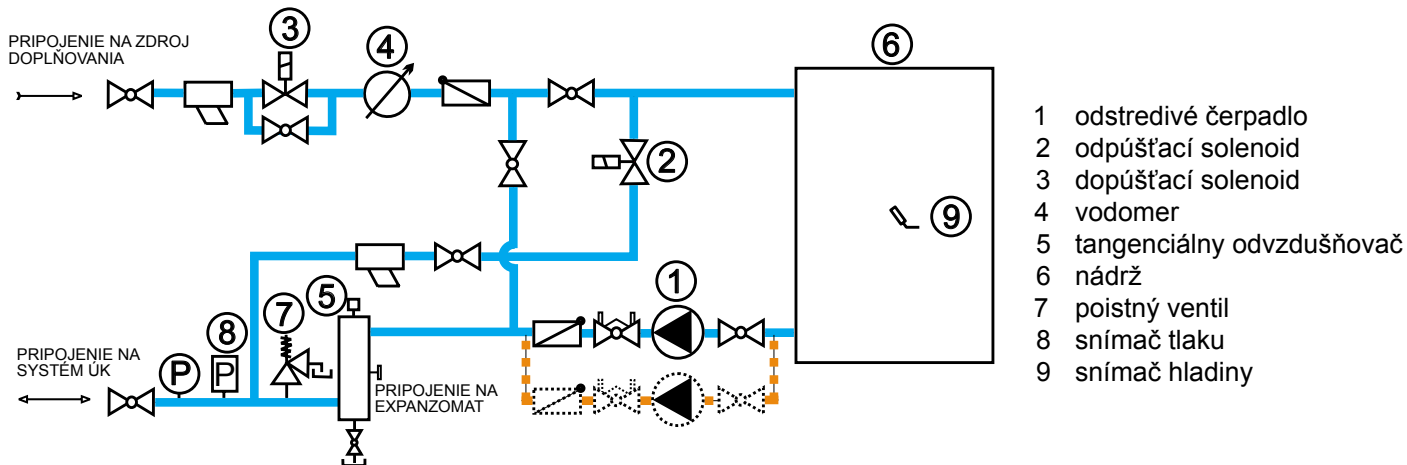 PRIPOJENIE NA ZDROJ
DOPLŇOVANIA
3
4
6
2
9
5
1
7
8
P
P
PRIPOJENIE NA
SYSTÉM ÚK
PRIPOJENIE NA
EXPANZOMAT
1 odstredivé čerpadlo
2 odpúšťací solenoid
3 dopúšťací solenoid
4 vodomer
5 tangenciálny odvzdušňovač
6 nádrž
7 poistný ventil
8 snímač tlaku
9 snímač hladiny